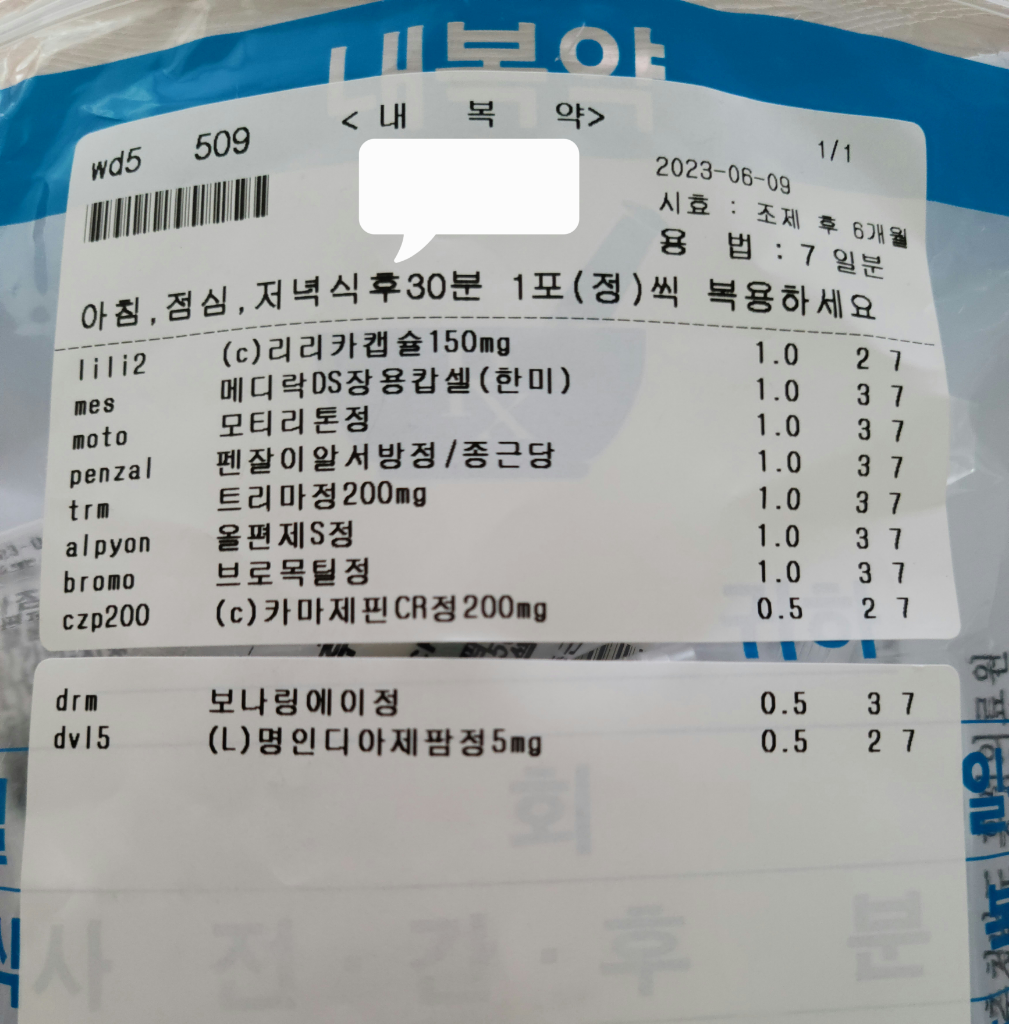 내복약
<내 복 약>
wd5 509
1/1
2023-06-09
시효 : 조제 후 6개월
용 법 : 7 일분
아침,점심,저녁식후30분 1포(정)씩 복용하세요
lili2 (c)리리카캡슐150mg 1.0 2 7
mes 메디락DS장용캅셀(한미) 1.0 3 7
moto 모티리톤정 1.0 3 7
penzal 펜잘이알서방정/종근당 1.0 3 7
trm 트리마정200mg 1.0 3 7
alpyon 올편제S정 1.0 3 7
bromo 브로목틸정 1.0 3 7
czp200 (c)카마제핀CR정200mg 0.5 2 7
귀하
drm 보나링에이정 0.5 3 7
dvl5 (L)명인디아제팜정5mg 0.5 2 7
회
사 전·간·후 분